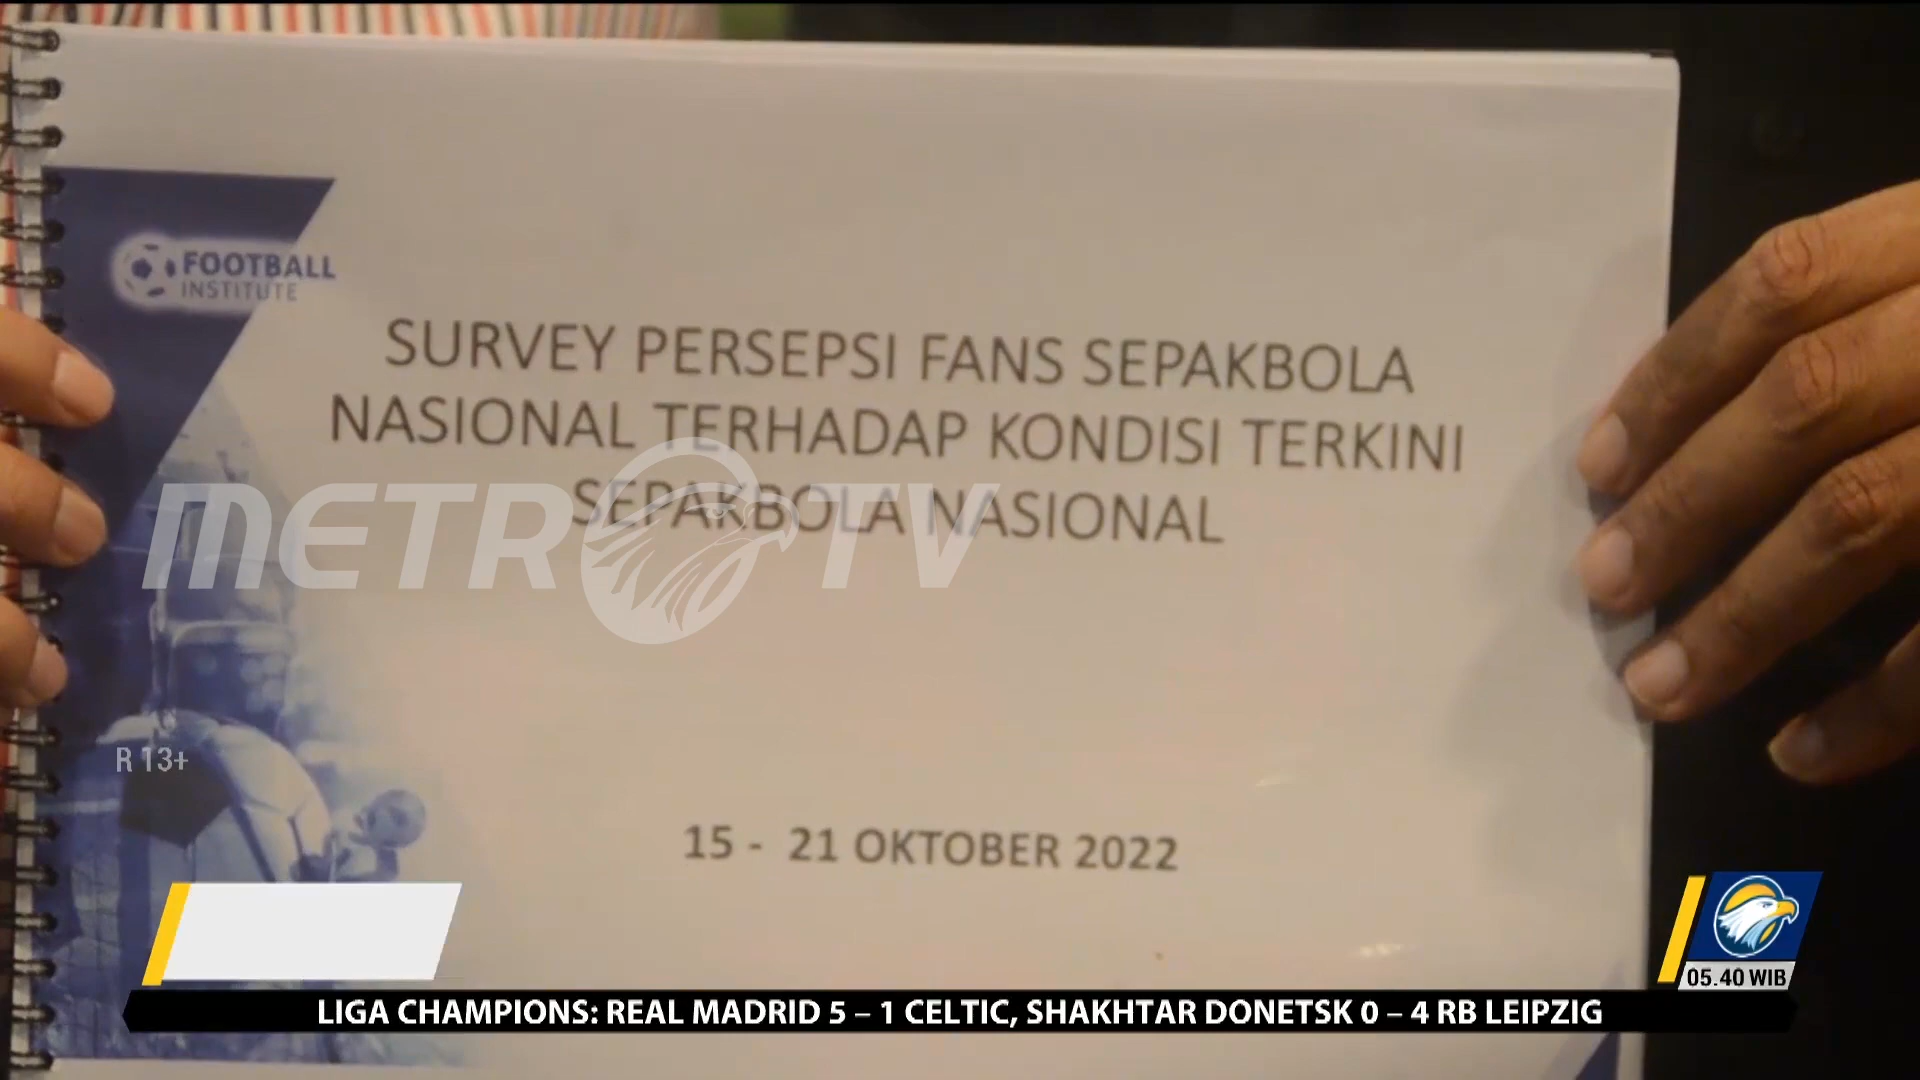 FOOTBALL
INSTITUTE
SURVEY PERSEPSI FANS SEPAKBOLA
NASIONAL TERHADAP KONDISI TERKINI
SEPAKBOLA NASIONAL
METRO TV
R 13+
15 - 21 OKTOBER 2022
05.40 WIB
LIGA CHAMPIONS: REAL MADRID 5 – 1 CELTIC, SHAKHTAR DONETSK 0 – 4 RB LEIPZIG